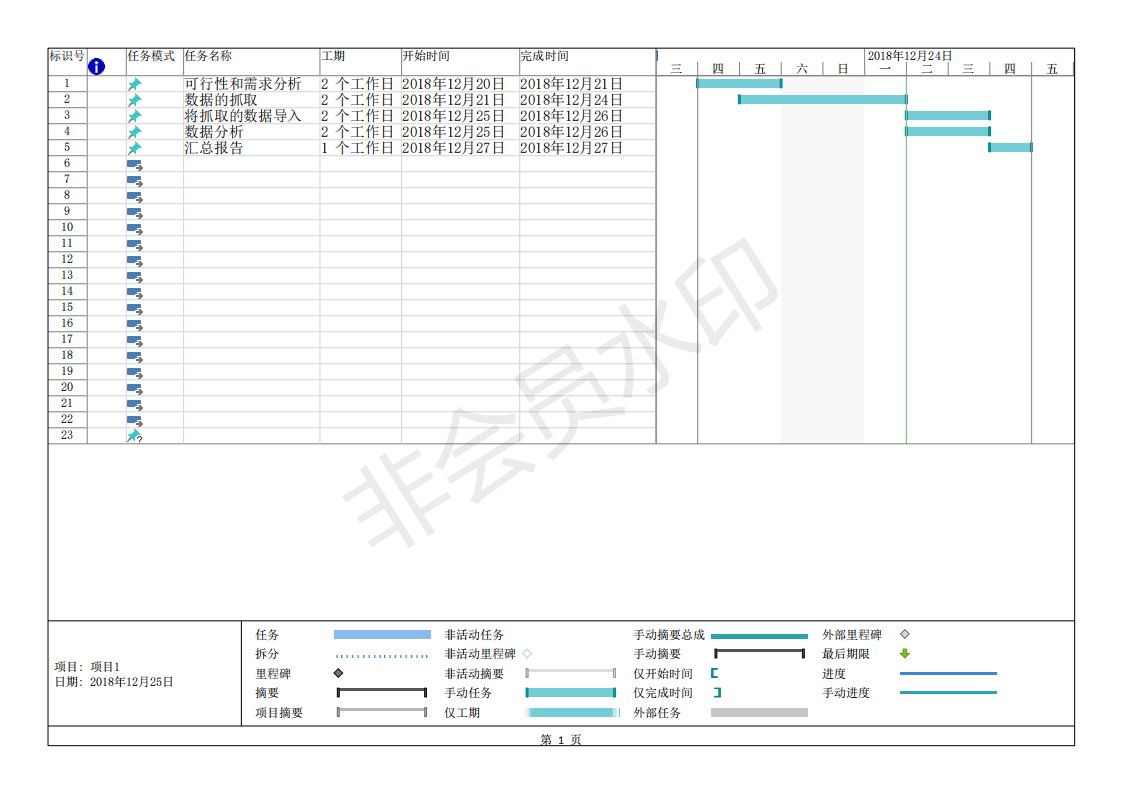 标识号 任务模式 任务名称 工期 开始时间 完成时间 2018年12月24日
三 四 五 六 日 一 二 三 四 五
1 可行性和需求分析 2 个工作日 2018年12月20日 2018年12月21日
2 数据的抓取 2 个工作日 2018年12月21日 2018年12月24日
3 将抓取的数据导入 2 个工作日 2018年12月25日 2018年12月26日
4 数据分析 2 个工作日 2018年12月25日 2018年12月26日
5 汇总报告 1 个工作日 2018年12月27日 2018年12月27日
6
7
8
9
10
11
12
13
14
15
16
17
18
19
20
21
22
23
非会员水印
项目: 项目1
日期: 2018年12月25日
任务 非活动任务 手动摘要总成 外部里程碑
拆分 非活动里程碑 手动摘要 最后期限
里程碑 非活动摘要 仅开始时间 进度
摘要 手动任务 仅完成时间 手动进度
项目摘要 仅工期 外部任务
第 1 页